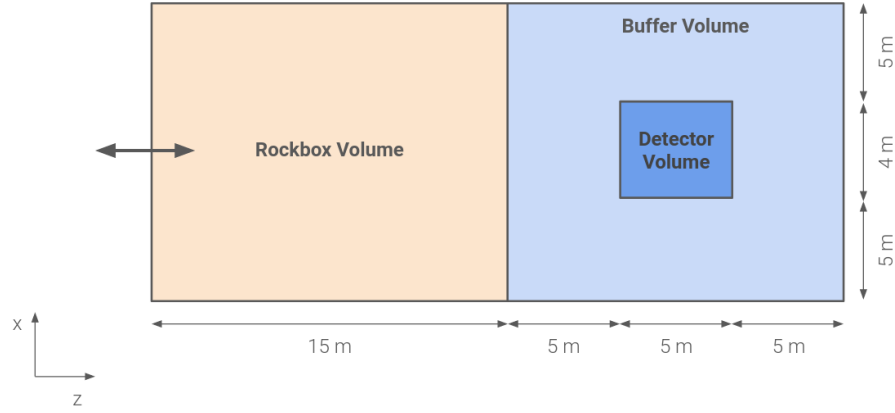 Buffer Volume
5 m
Rockbox Volume
Detector
Volume
4 m
5 m
x
z
15 m
5 m
5 m
5 m